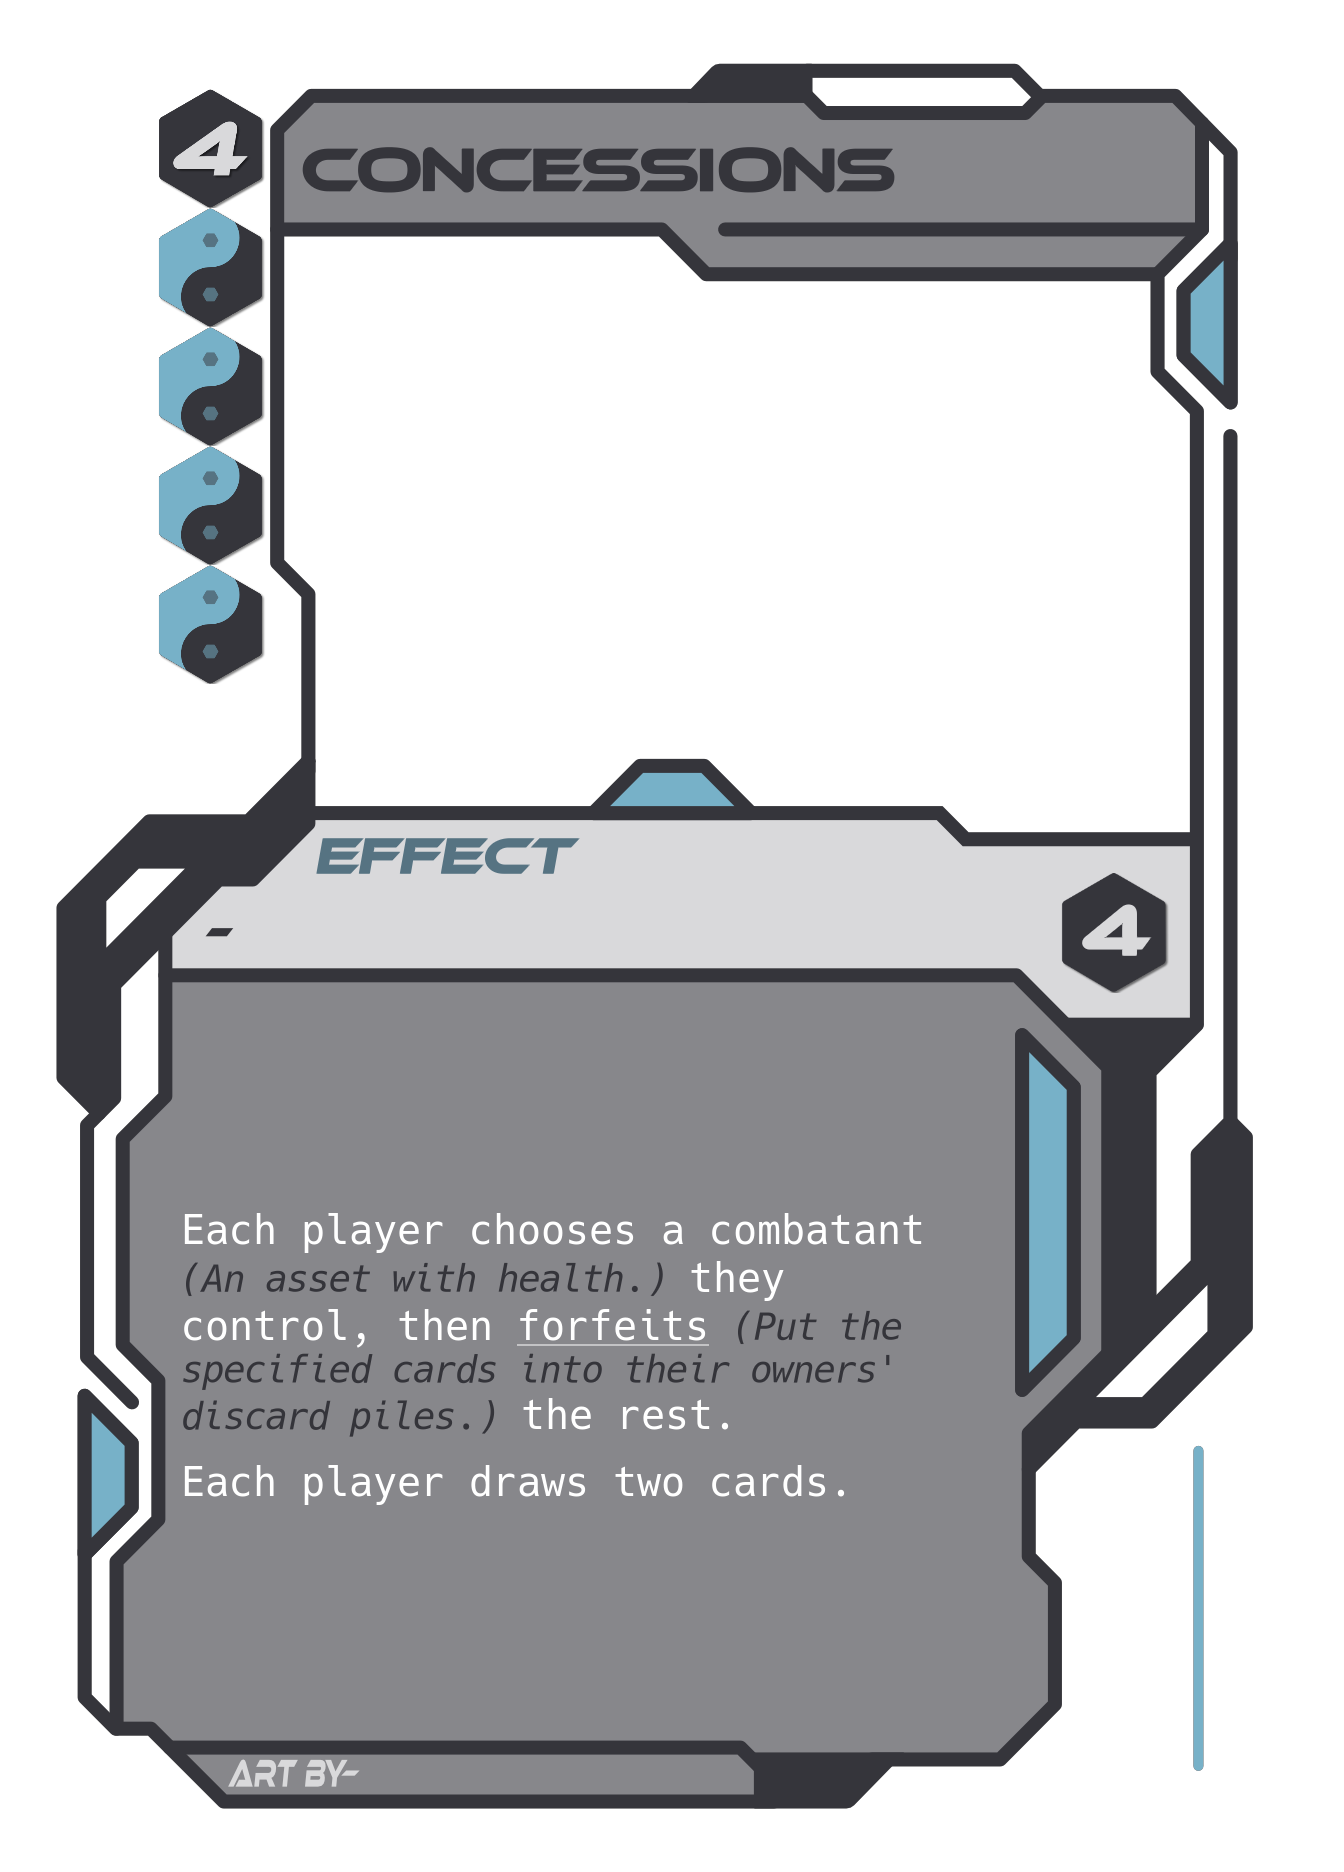 4
CONCESSIONS
EFFECT
-
4
Each player chooses a combatant
(An asset with health.) they
control, then forfeits (Put the
specified cards into their owners'
discard piles.) the rest.
Each player draws two cards.
ART BY-